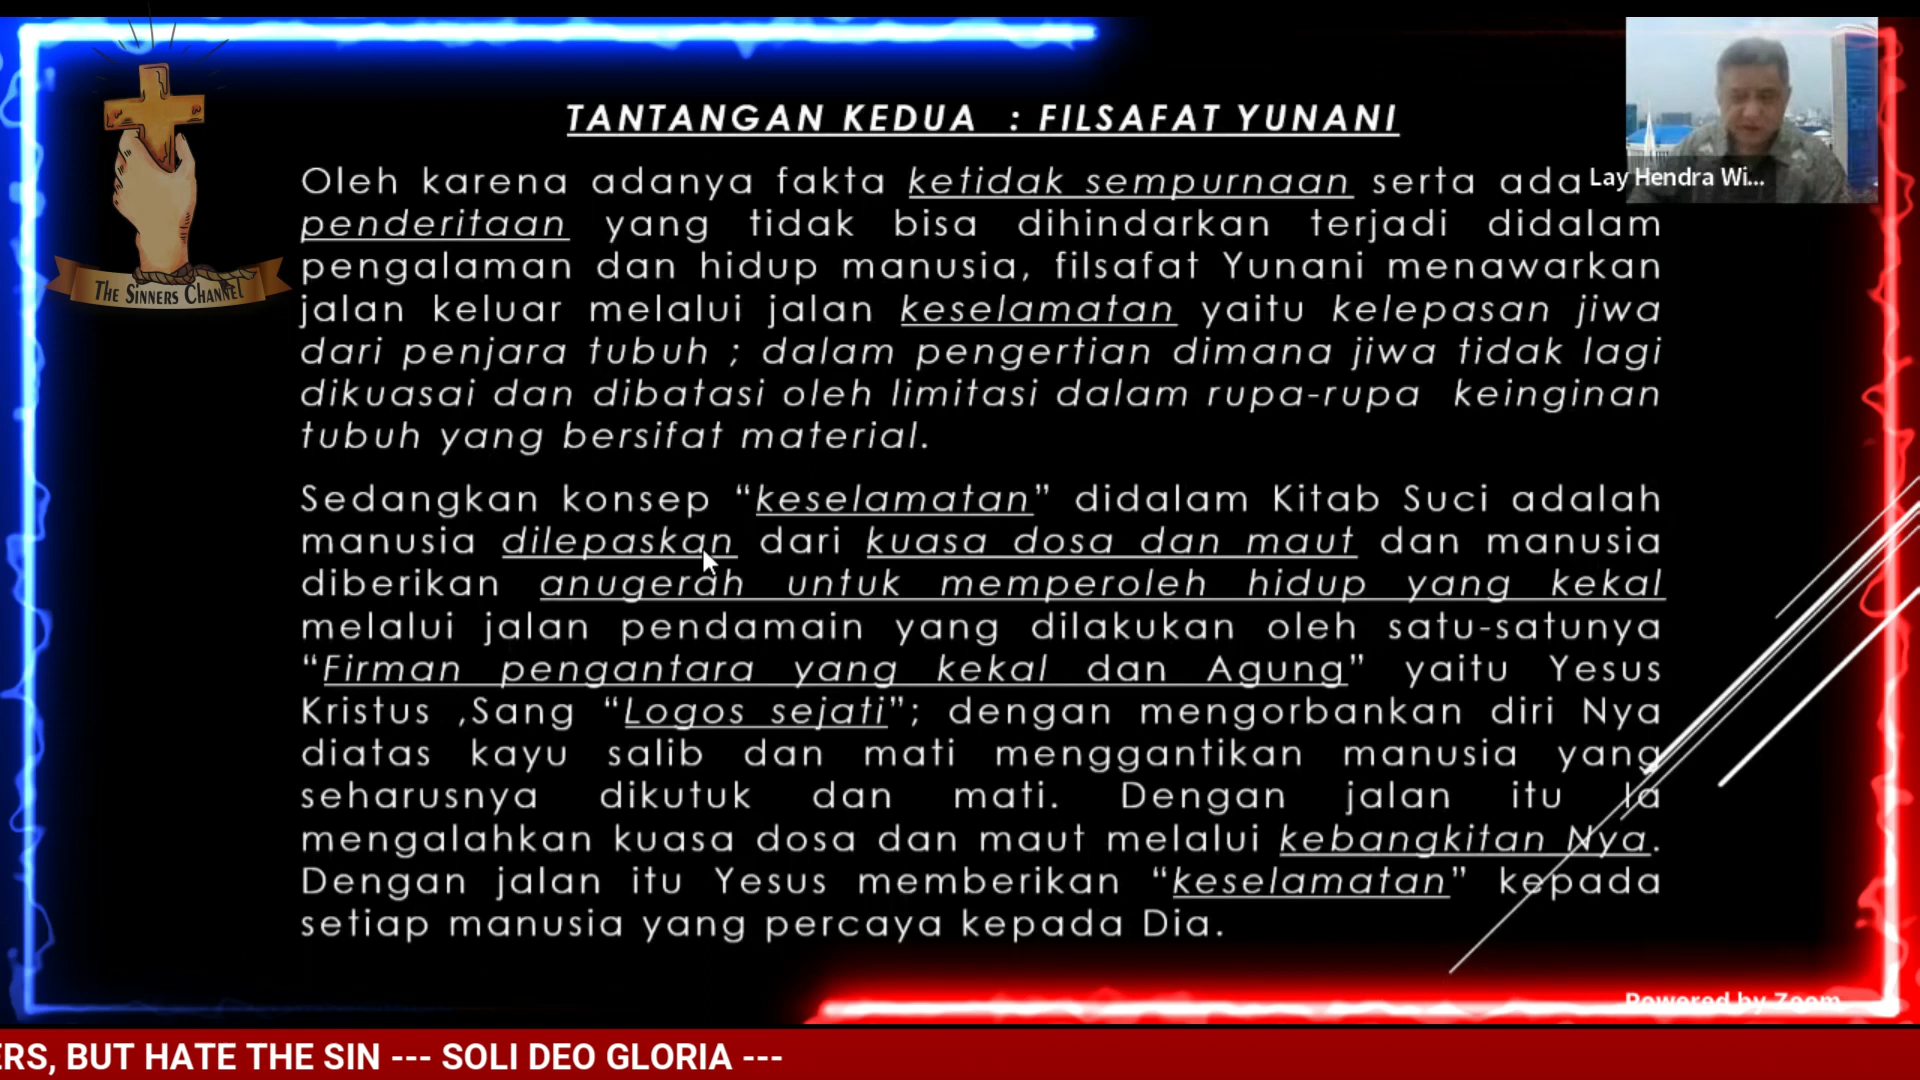 TANTANGAN KEDUA : FILSAFAT YUNANI
Oleh karena adanya fakta ketidak sempurnaan serta ada
penderitaan yang tidak bisa dihindarkan terjadi didalam
pengalaman dan hidup manusia, filsafat Yunani menawarkan
jalan keluar melalui jalan keselamatan yaitu kelepasan jiwa
dari penjara tubuh ; dalam pengertian dimana jiwa tidak lagi
dikuasai dan dibatasi oleh limitasi dalam rupa-rupa keinginan
tubuh yang bersifat material.
Sedangkan konsep “keselamatan” didalam Kitab Suci adalah
manusia dilepaskan dari kuasa dosa dan maut dan manusia
diberikan anugerah untuk memperoleh hidup yang kekal
melalui jalan pendamain yang dilakukan oleh satu-satunya
“Firman pengantara yang kekal dan Agung” yaitu Yesus
Kristus ,Sang “Logos sejati”; dengan mengorbankan diri Nya
diatas kayu salib dan mati menggantikan manusia yang
seharusnya dikutuk dan mati. Dengan jalan itu Ia
mengalahkan kuasa dosa dan maut melalui kebangkitan Nya.
Dengan jalan itu Yesus memberikan “keselamatan” kepada
setiap manusia yang percaya kepada Dia.
Lay Hendra Wi...
THE SINNERS CHANNEL
Powered by Zoom
ERS, BUT HATE THE SIN --- SOLI DEO GLORIA ---